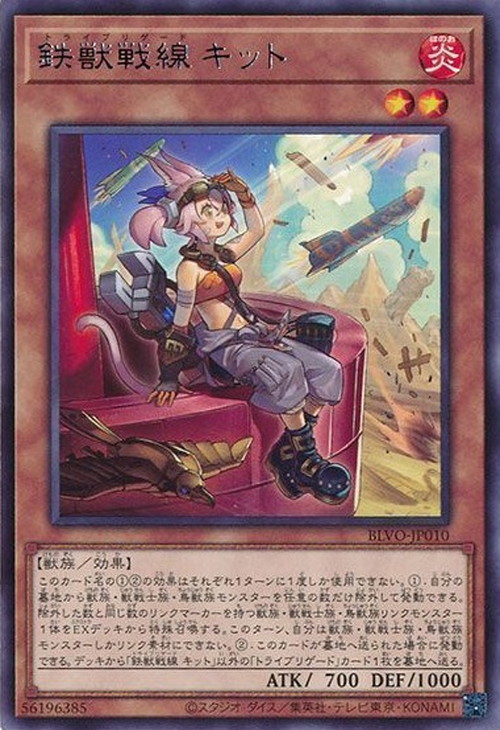 トライブリゲード
鉄獣戦線 キット
ほのお
炎
BLVO-JP010
【獣族／効果】
このカード名の①②の効果はそれぞれ1ターンに1度しか使用できない。①：自分の
墓地から獣族・獣戦士族・鳥獣族モンスターを任意の数だけ除外して発動できる。
除外した数と同じ数のリンクマーカーを持つ獣族・獣戦士族・鳥獣族リンクモンスター
1体をEXデッキから特殊召喚する。このターン、自分は獣族・獣戦士族・鳥獣族
モンスターしかリンク素材にできない。②：このカードが墓地へ送られた場合に発動
できる。デッキから「鉄獣戦線 キット」以外の「トライブリゲード」カード1枚を墓地へ送る。
ATK/ 700 DEF/1000
56196385
©スタジオ・ダイス／集英社・テレビ東京・KONAMI